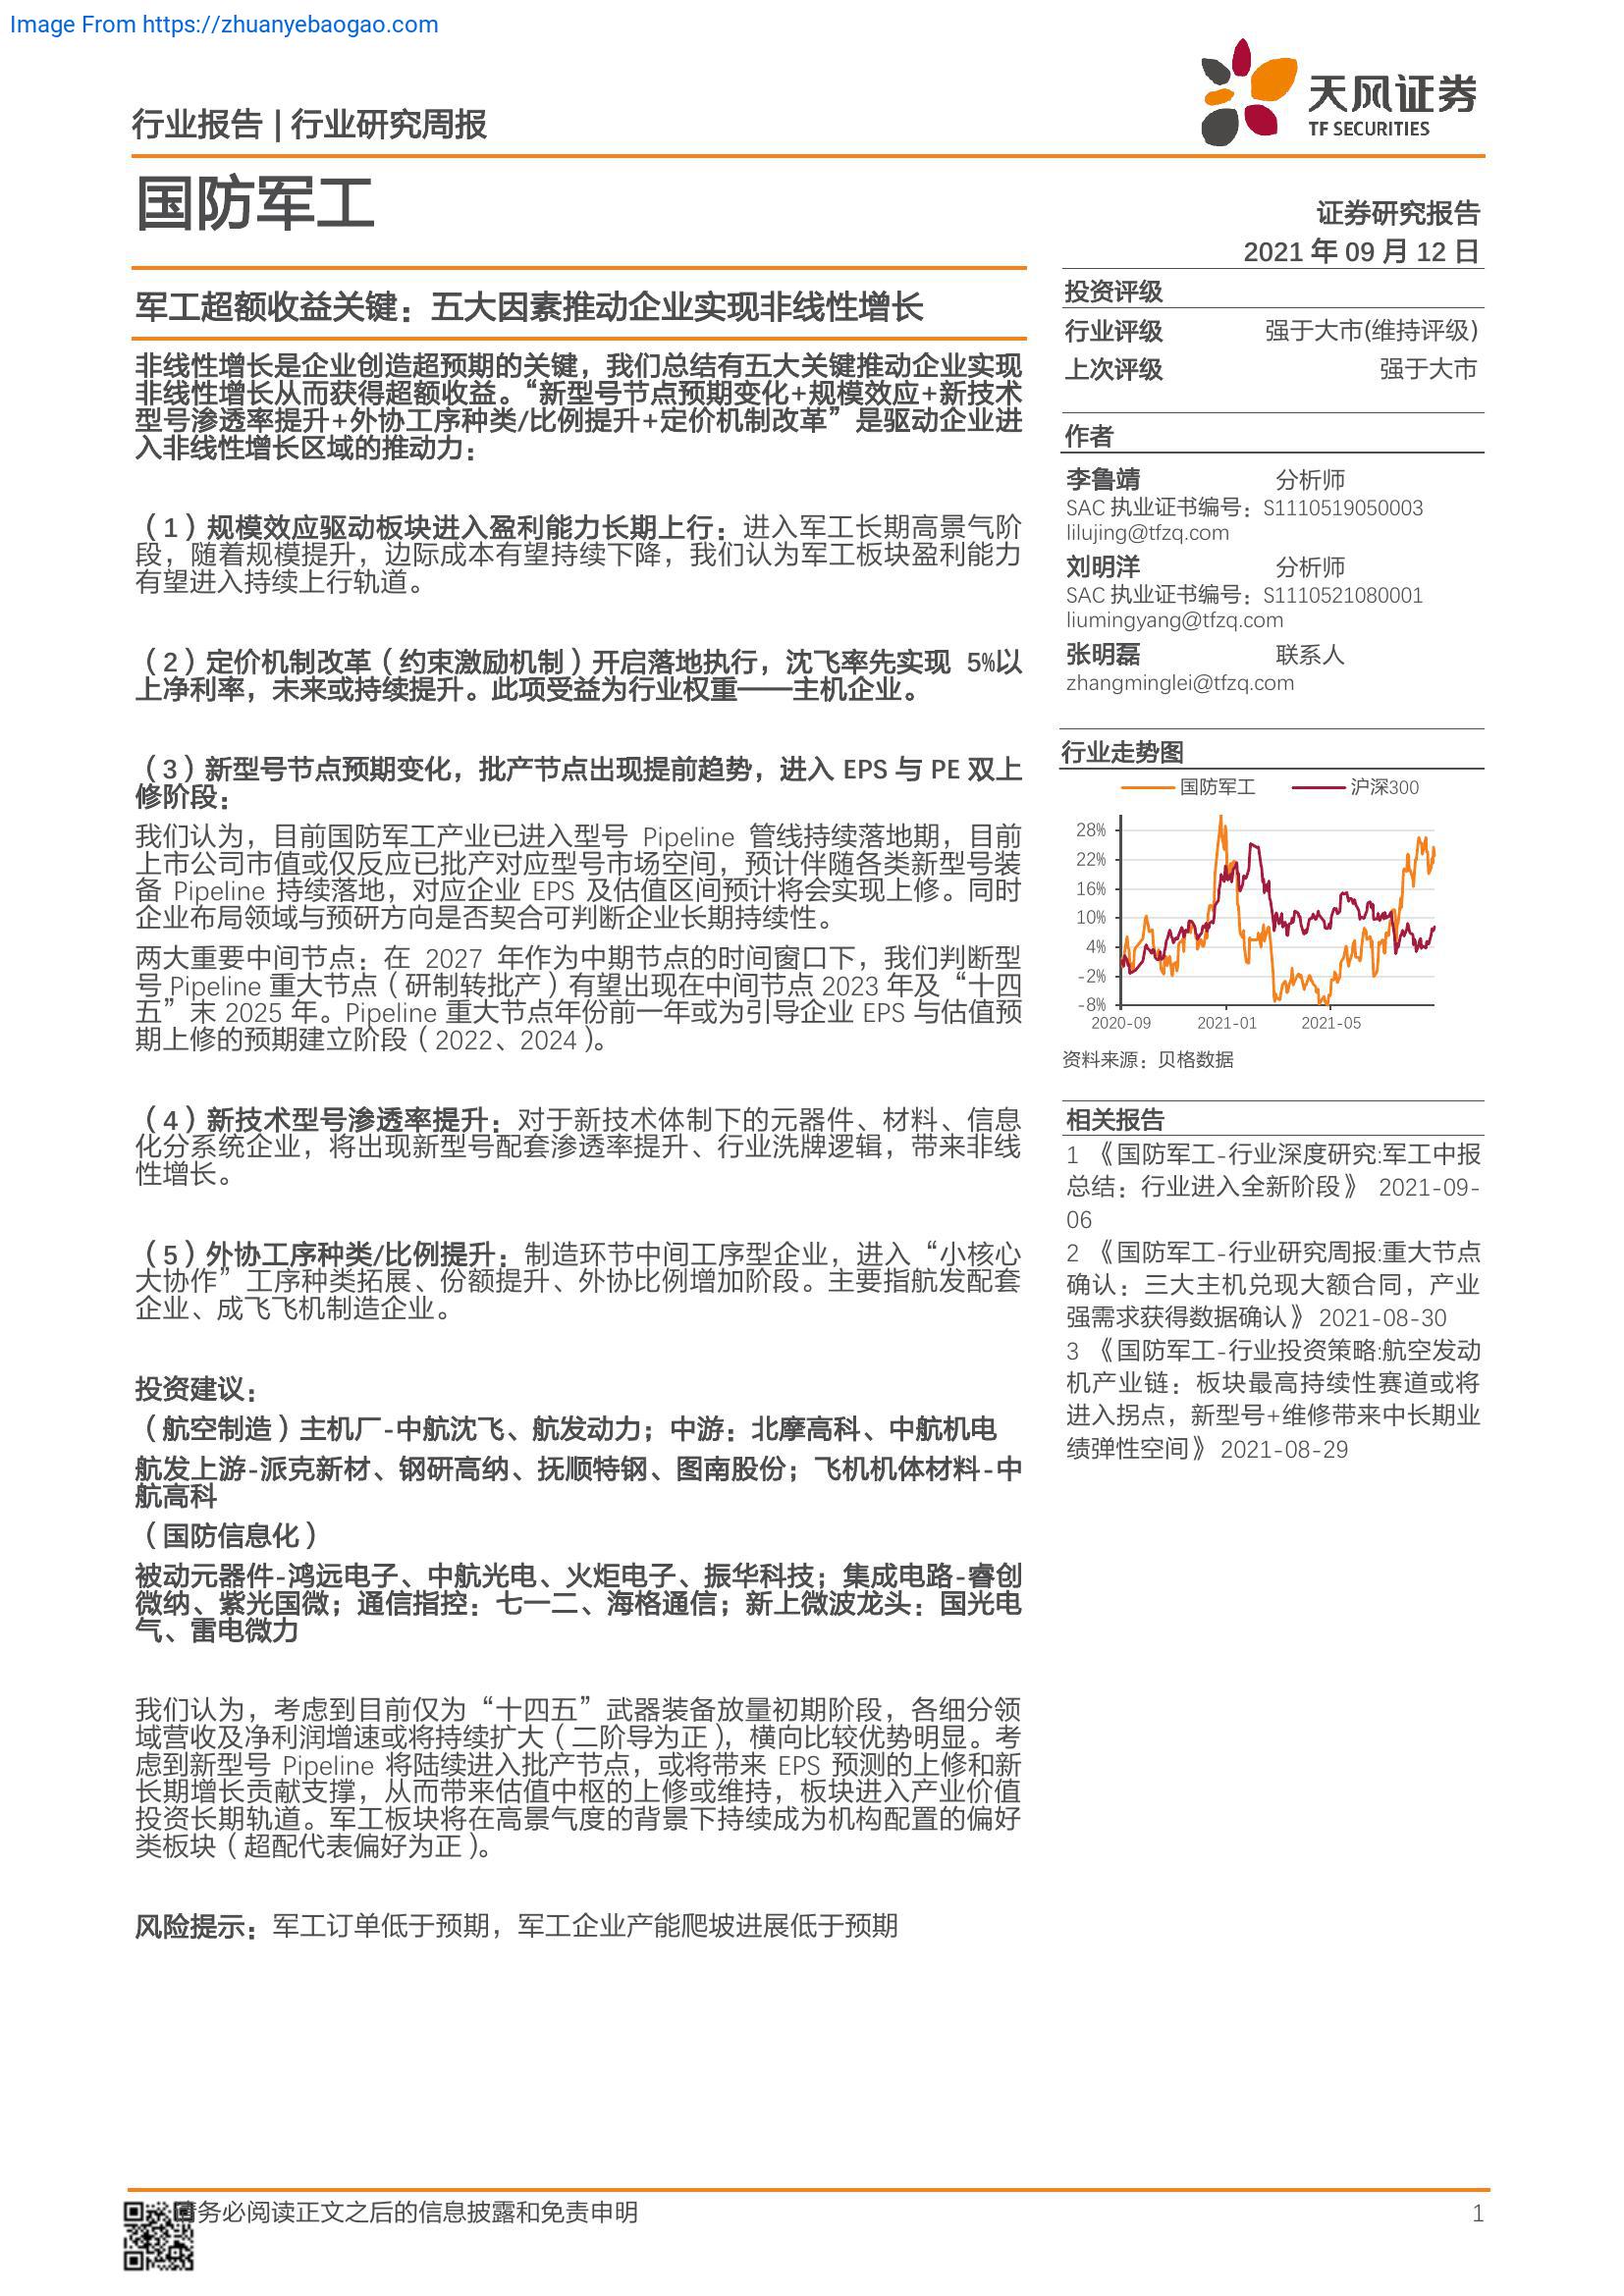 Image From https://zhuanyebaogao.com
行业报告 | 行业研究周报
天风证券
TF SECURITIES
国防军工
证券研究报告
2021 年 09 月 12 日
军工超额收益关键：五大因素推动企业实现非线性增长
非线性增长是企业创造超预期的关键，我们总结有五大关键推动企业实现
非线性增长从而获得超额收益。“新型号节点预期变化+规模效应+新技术
型号渗透率提升+外协工序种类/比例提升+定价机制改革”是驱动企业进
入非线性增长区域的推动力：
（1）规模效应驱动板块进入盈利能力长期上行：进入军工长期高景气阶
段，随着规模提升，边际成本有望持续下降，我们认为军工板块盈利能力
有望进入持续上行轨道。
（2）定价机制改革（约束激励机制）开启落地执行，沈飞率先实现 5%以
上净利率，未来或持续提升。此项受益为行业权重——主机企业。
（3）新型号节点预期变化，批产节点出现提前趋势，进入 EPS 与 PE 双上
修阶段：
我们认为，目前国防军工产业已进入型号 Pipeline 管线持续落地期，目前
上市公司市值或仅反应已批产对应型号市场空间，预计伴随各类新型号装
备 Pipeline 持续落地，对应企业 EPS 及估值区间预计将会实现上修。同时
企业布局领域与预研方向是否契合可判断企业长期持续性。
两大重要中间节点：在 2027 年作为中期节点的时间窗口下，我们判断型
号 Pipeline 重大节点（研制转批产）有望出现在中间节点 2023 年及“十四
五”末 2025 年。Pipeline 重大节点年份前一年或为引导企业 EPS 与估值预
期上修的预期建立阶段（2022、2024）。
（4）新技术型号渗透率提升：对于新技术体制下的元器件、材料、信息
化分系统企业，将出现新型号配套渗透率提升、行业洗牌逻辑，带来非线
性增长。
（5）外协工序种类/比例提升：制造环节中间工序型企业，进入“小核心
大协作”工序种类拓展、份额提升、外协比例增加阶段。主要指航发配套
企业、成飞飞机制造企业。
投资建议：
（航空制造）主机厂-中航沈飞、航发动力；中游：北摩高科、中航机电
航发上游-派克新材、钢研高纳、抚顺特钢、图南股份；飞机机体材料-中
航高科
（国防信息化）
被动元器件-鸿远电子、中航光电、火炬电子、振华科技；集成电路-睿创
微纳、紫光国微；通信指控：七一二、海格通信；新上微波龙头：国光电
气、雷电微力
我们认为，考虑到目前仅为“十四五”武器装备放量初期阶段，各细分领
域营收及净利润增速或将持续扩大（二阶导为正），横向比较优势明显。考
虑到新型号 Pipeline 将陆续进入批产节点，或将带来 EPS 预测的上修和新
长期增长贡献支撑，从而带来估值中枢的上修或维持，板块进入产业价值
投资长期轨道。军工板块将在高景气度的背景下持续成为机构配置的偏好
类板块（超配代表偏好为正）。
风险提示：军工订单低于预期，军工企业产能爬坡进展低于预期
投资评级
行业评级 强于大市(维持评级)
上次评级 强于大市
作者
李鲁靖 分析师
SAC 执业证书编号：S1110519050003
lilujing@tfzq.com
刘明洋 分析师
SAC 执业证书编号：S1110521080001
liumingyang@tfzq.com
张明磊 联系人
zhangminglei@tfzq.com
行业走势图
国防军工 沪深300
28%
22%
16%
10%
4%
-2%
-8%
2020-09 2021-01 2021-05
资料来源：贝格数据
相关报告
1 《国防军工-行业深度研究:军工中报
总结：行业进入全新阶段》 2021-09-
06
2 《国防军工-行业研究周报:重大节点
确认：三大主机兑现大额合同，产业
强需求获得数据确认》 2021-08-30
3 《国防军工-行业投资策略:航空发动
机产业链：板块最高持续性赛道或将
进入拐点，新型号+维修带来中长期业
绩弹性空间》 2021-08-29
请务必阅读正文之后的信息披露和免责申明
1